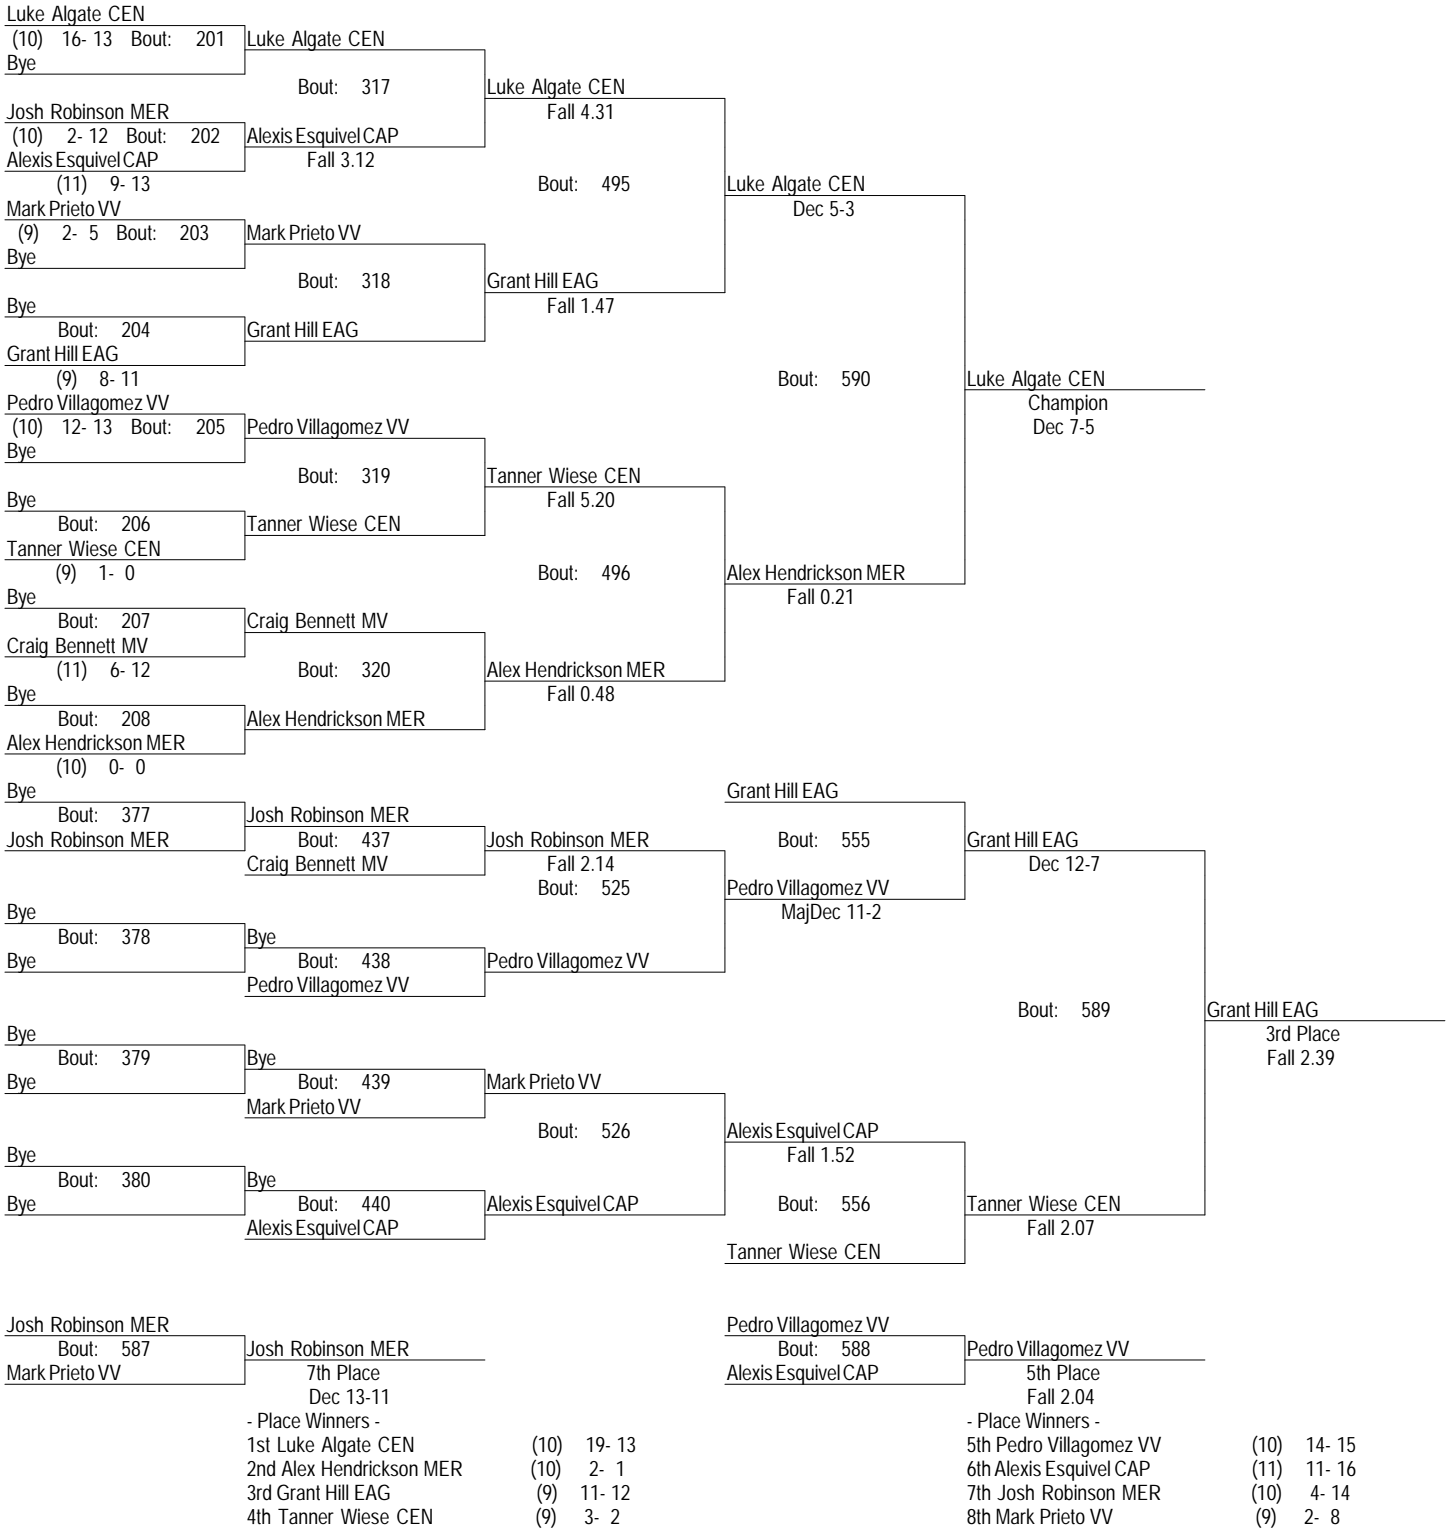 Luke Algate CEN
(10) 16- 13 Bout: 201
Luke Algate CEN
Bye
Bout: 317
Luke Algate CEN
Fall 4.31
Josh Robinson MER
(10) 2- 12 Bout: 202
Alexis Esquivel CAP
Alexis Esquivel CAP
Fall 3.12
(11) 9- 13
Bout: 495
Luke Algate CEN
Dec 5-3
Mark Prieto VV
(9) 2- 5 Bout: 203
Mark Prieto VV
Bye
Bout: 318
Grant Hill EAG
Fall 1.47
Bye
Bout: 204
Grant Hill EAG
Grant Hill EAG
(9) 8- 11
Bout: 590
Luke Algate CEN
Champion
Dec 7-5
Pedro Villagomez VV
(10) 12- 13 Bout: 205
Pedro Villagomez VV
Bye
Bout: 319
Tanner Wiese CEN
Fall 5.20
Bye
Bout: 206
Tanner Wiese CEN
Tanner Wiese CEN
(9) 1- 0
Bout: 496
Alex Hendrickson MER
Fall 0.21
Bye
Bout: 207
Craig Bennett MV
Craig Bennett MV
(11) 6- 12
Bout: 320
Alex Hendrickson MER
Fall 0.48
Bye
Bout: 208
Alex Hendrickson MER
Alex Hendrickson MER
(10) 0- 0
Bye
Grant Hill EAG
Bout: 377
Josh Robinson MER
Josh Robinson MER
Bout: 437
Josh Robinson MER
Bout: 555
Grant Hill EAG
Craig Bennett MV
Fall 2.14
Dec 12-7
Bout: 525
Pedro Villagomez VV
MajDec 11-2
Bye
Bout: 378
Bye
Bye
Bout: 438
Pedro Villagomez VV
Pedro Villagomez VV
Bout: 589
Grant Hill EAG
3rd Place
Fall 2.39
Bye
Bout: 379
Bye
Bye
Bout: 439
Mark Prieto VV
Mark Prieto VV
Bout: 526
Alexis Esquivel CAP
Fall 1.52
Bye
Bout: 380
Bye
Bye
Bout: 440
Alexis Esquivel CAP
Bout: 556
Tanner Wiese CEN
Alexis Esquivel CAP
Fall 2.07
Tanner Wiese CEN
Josh Robinson MER
Bout: 587
Josh Robinson MER
Mark Prieto VV
7th Place
Dec 13-11
Pedro Villagomez VV
Bout: 588
Pedro Villagomez VV
Alexis Esquivel CAP
5th Place
Fall 2.04
- Place Winners -
1st Luke Algate CEN (10) 19- 13
2nd Alex Hendrickson MER (10) 2- 1
3rd Grant Hill EAG (9) 11- 12
4th Tanner Wiese CEN (9) 3- 2
- Place Winners -
5th Pedro Villagomez VV (10) 14- 15
6th Alexis Esquivel CAP (11) 11- 16
7th Josh Robinson MER (10) 4- 14
8th Mark Prieto VV (9) 2- 8